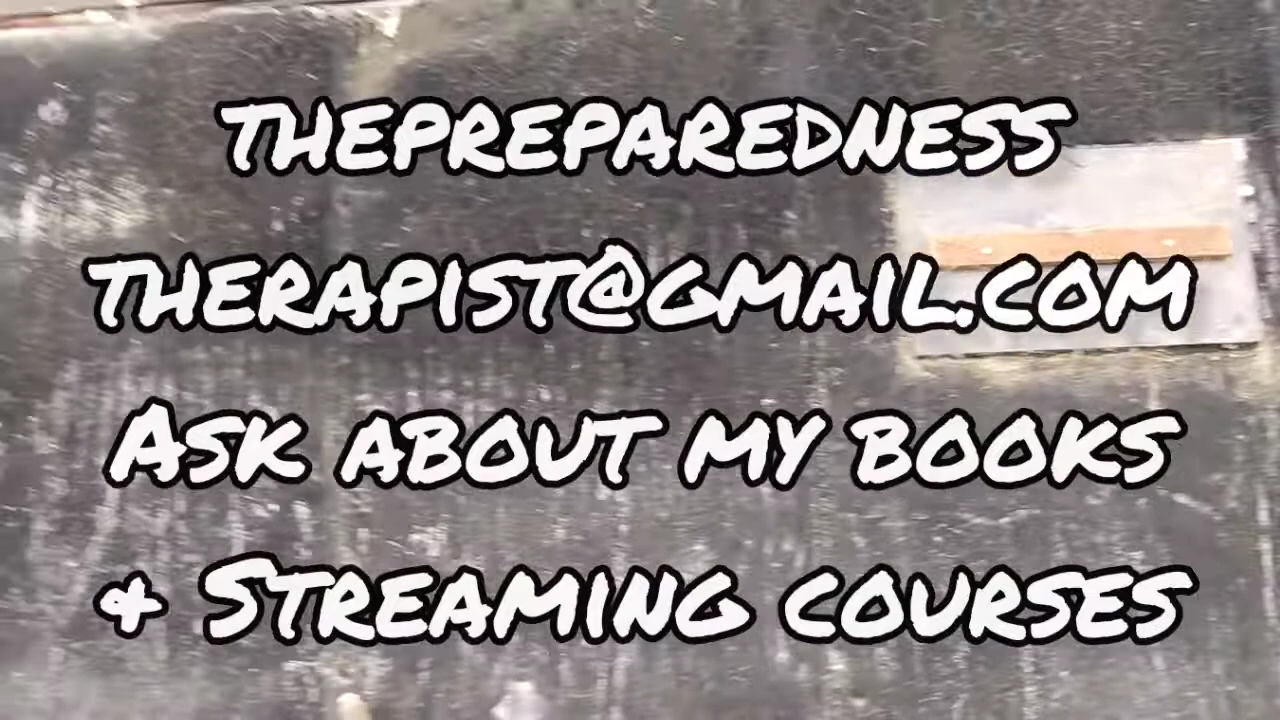 THEPREPAREDNESS
THERAPIST@GMAIL.COM
ASK ABOUT MY BOOKS
& STREAMING COURSES